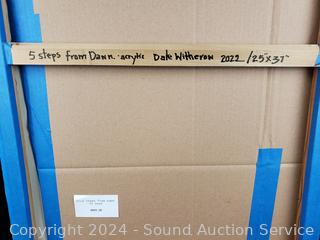 5 steps from Dawn. acrylic Dale Witherow 2022 / 25"x37"
Copyright © 2024 - Sound Auction Service